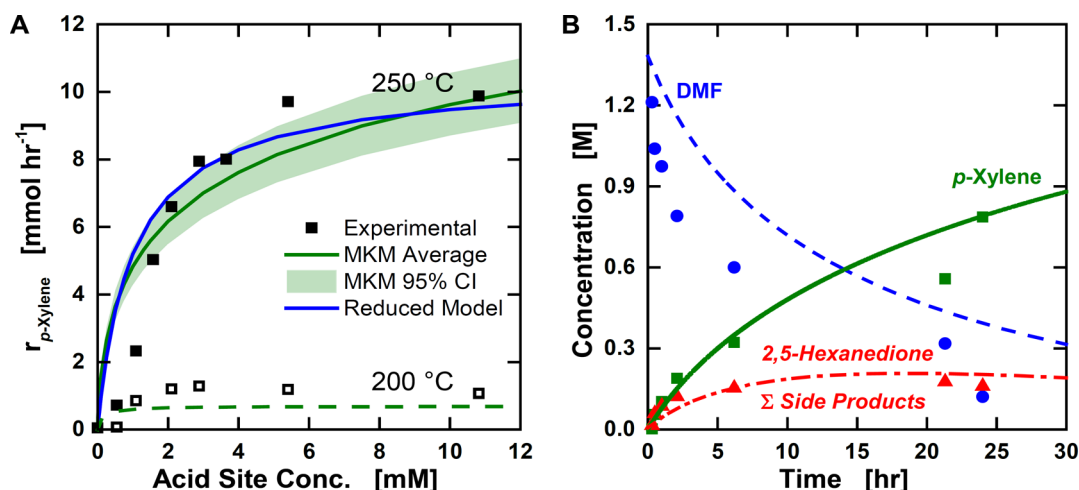 A
r_p-Xylene [mmol hr⁻¹]
12
10
8
6
4
2
0
250 °C
Experimental
MKM Average
MKM 95% CI
Reduced Model
200 °C
0 2 4 6 8 10 12
Acid Site Conc. [mM]
B
Concentration [M]
1.5
1.2
0.9
0.6
0.3
0.0
DMF
p-Xylene
2,5-Hexanedione
Σ Side Products
0 5 10 15 20 25 30
Time [hr]